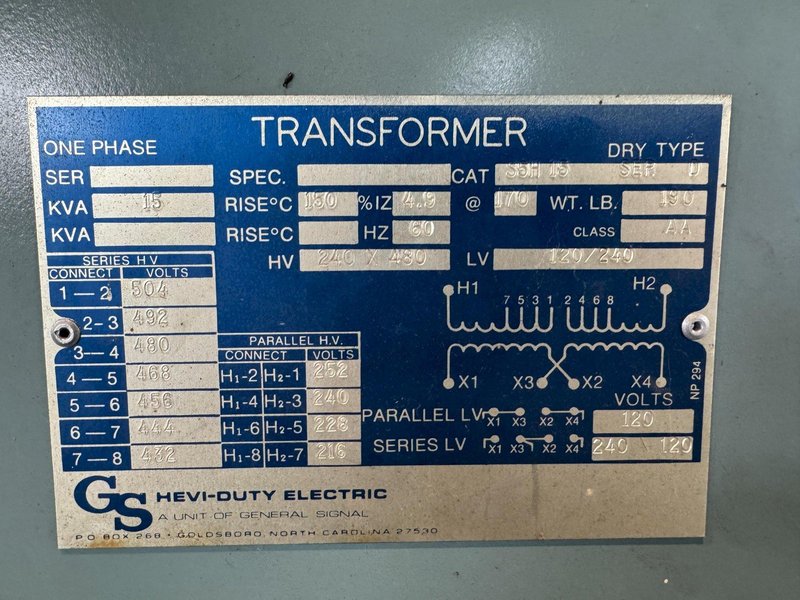 TRANSFORMER
ONE PHASE
DRY TYPE
SER SPEC. CAT S5H 15 SER D
KVA 15 RISE°C 150 %IZ 4.9 @ 170 WT. LB. 190
KVA RISE°C HZ 60 CLASS AA
HV 240 X 480 LV 120/240
SERIES H V
CONNECT VOLTS
1—2 504
2-3 492
3—4 480
4—5 468
5—6 456
6—7 444
7—8 432
PARALLEL H.V.
CONNECT VOLTS
H1-2 H2-1 252
H1-4 H2-3 240
H1-6 H2-5 228
H1-8 H2-7 216
H1 H2
7 5 3 1 2 4 6 8
X1 X3 X2 X4
NP 294
VOLTS
PARALLEL LV X1 X3 X2 X4 120
SERIES LV X1 X3 X2 X4 240 120
GS HEVI-DUTY ELECTRIC
A UNIT OF GENERAL SIGNAL
P O BOX 268 • GOLDSBORO, NORTH CAROLINA 27530